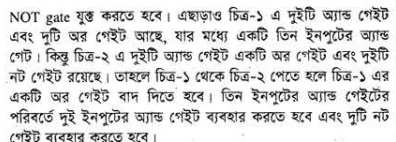 NOT gate যুক্ত করতে হবে। এছাড়াও চিত্র-১ এ দুইটি অ্যান্ড গেইট
এবং দুটি অর গেইট আছে, যার মধ্যে একটি তিন ইনপুটের অ্যান্ড
গেট। কিন্তু চিত্র-২ এ দুইটি অ্যান্ড গেইট একটি অর গেইট এবং দুইটি
নট গেইট রয়েছে। তাহলে চিত্র-১ থেকে চিত্র-২ পেতে হলে চিত্র-১ এর
একটি অর গেইট বাদ দিতে হবে। তিন ইনপুটের অ্যান্ড গেইটের
পরিবর্তে দুই ইনপুটের অ্যান্ড গেইট ব্যবহার করতে হবে এবং দুটি নট
গেইট ব্যবহার করতে হবে।